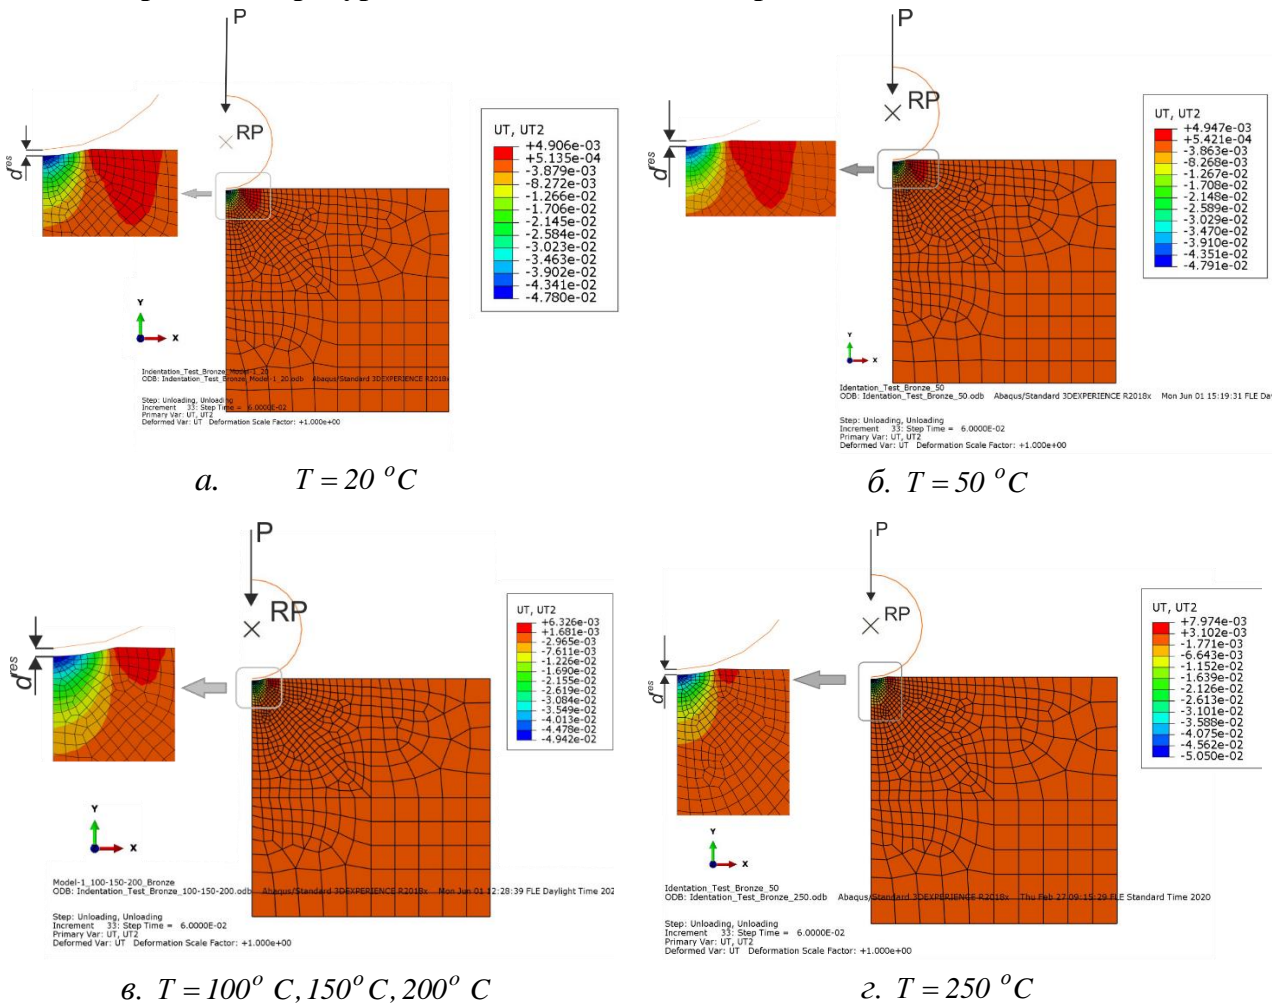 P
RP
d^res
UT, UT2
+4.906e-03
+5.135e-04
-3.879e-03
-8.272e-03
-1.266e-02
-1.706e-02
-2.145e-02
-2.584e-02
-3.023e-02
-3.463e-02
-3.902e-02
-4.341e-02
-4.780e-02
Y
X
Indentation_Test_Bronze_Model-1_20
ODB: Indentation_Test_Bronze_Model-1_20.odb Abaqus/Standard 3DEXPERIENCE R2018x
Step: Unloading, Unloading
Increment 33: Step Time = 6.0000E-02
Primary Var: UT, UT2
Deformed Var: UT Deformation Scale Factor: +1.000e+00
а. T = 20 °C
P
RP
d^res
UT, UT2
+4.947e-03
+5.421e-04
-3.863e-03
-8.268e-03
-1.267e-02
-1.708e-02
-2.148e-02
-2.589e-02
-3.029e-02
-3.470e-02
-3.910e-02
-4.351e-02
-4.791e-02
Y
X
Identation_Test_Bronze_50
ODB: Identation_Test_Bronze_50.odb Abaqus/Standard 3DEXPERIENCE R2018x Mon Jun 01 15:19:31 FLE Da
Step: Unloading, Unloading
Increment 33: Step Time = 6.0000E-02
Primary Var: UT, UT2
Deformed Var: UT Deformation Scale Factor: +1.000e+00
б. T = 50 °C
P
RP
d^res
UT, UT2
+6.326e-03
+1.681e-03
-2.965e-03
-7.611e-03
-1.226e-02
-1.690e-02
-2.155e-02
-2.619e-02
-3.084e-02
-3.549e-02
-4.013e-02
-4.478e-02
-4.942e-02
Y
X
Model-1_100-150-200_Bronze
ODB: Indentation_Test_Bronze_100-150-200.odb Abaqus/Standard 3DEXPERIENCE R2018x Mon Jun 01 12:28:39 FLE Daylight Time 202
Step: Unloading, Unloading
Increment 33: Step Time = 6.0000E-02
Primary Var: UT, UT2
Deformed Var: UT Deformation Scale Factor: +1.000e+00
в. T = 100° C, 150° C, 200° C
P
RP
d^res
UT, UT2
+7.974e-03
+3.102e-03
-1.771e-03
-6.643e-03
-1.152e-02
-1.639e-02
-2.126e-02
-2.613e-02
-3.101e-02
-3.588e-02
-4.075e-02
-4.562e-02
-5.050e-02
Y
X
Identation_Test_Bronze_50
ODB: Indentation_Test_Bronze_250.odb Abaqus/Standard 3DEXPERIENCE R2018x Thu Feb 27 09:15:29 FLE Standard Time 2020
Step: Unloading, Unloading
Increment 33: Step Time = 6.0000E-02
Primary Var: UT, UT2
Deformed Var: UT Deformation Scale Factor: +1.000e+00
г. T = 250 °C